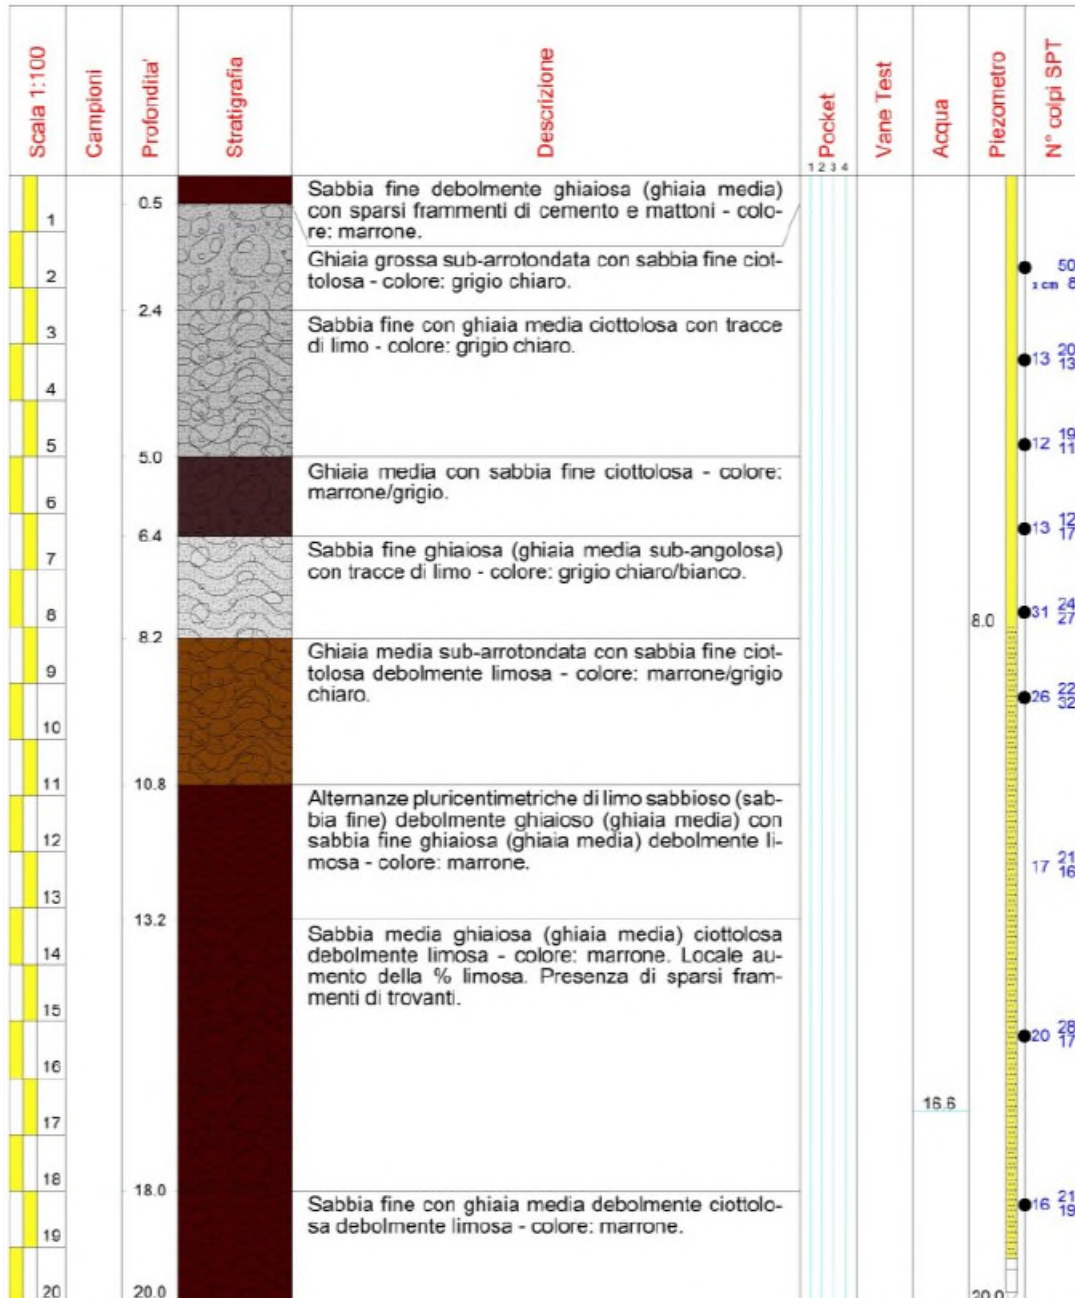 Scala 1:100
Campioni
Profondita'
Stratigrafia
Descrizione
Pocket
1 2 3 4
Vane Test
Acqua
Piezometro
N° colpi SPT
Sabbia fine debolmente ghiaiosa (ghiaia media)
con sparsi frammenti di cemento e mattoni - colo-
re: marrone.
0.5
1
Ghiaia grossa sub-arrotondata con sabbia fine ciot-
tolosa - colore: grigio chiaro.
50
2
1 cm 8
2.4
Sabbia fine con ghiaia media ciottolosa con tracce
di limo - colore: grigio chiaro.
3
13 20
13
4
12 19
11
5
5.0
Ghiaia media con sabbia fine ciottolosa - colore:
marrone/grigio.
6
13 12
17
6.4
Sabbia fine ghiaiosa (ghiaia media sub-angolosa)
con tracce di limo - colore: grigio chiaro/bianco.
7
8
8.0
31 24
27
8.2
Ghiaia media sub-arrotondata con sabbia fine ciot-
tolosa debolmente limosa - colore: marrone/grigio
chiaro.
9
26 22
32
10
11
10.8
Alternanze pluricentimetriche di limo sabbioso (sab-
bia fine) debolmente ghiaioso (ghiaia media) con
sabbia fine ghiaiosa (ghiaia media) debolmente li-
mosa - colore: marrone.
12
17 21
16
13
13.2
Sabbia media ghiaiosa (ghiaia media) ciottolosa
debolmente limosa - colore: marrone. Locale au-
mento della % limosa. Presenza di sparsi fram-
menti di trovanti.
14
15
20 28
17
16
16.6
17
18
18.0
Sabbia fine con ghiaia media debolmente ciottolo-
sa debolmente limosa - colore: marrone.
16 21
19
19
20
20.0
20.0